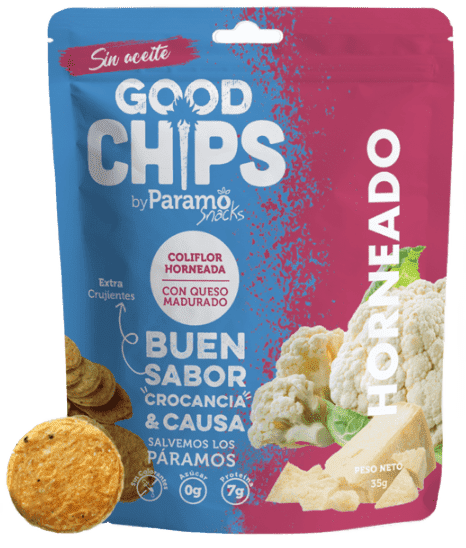 Sin aceite
GOOD
CHIPS
by Paramo
Snacks
COLIFLOR
HORNEADA
CON QUESO
MADURADO
Extra
Crujientes
BUEN
SABOR
"CROCANCIA"
& CAUSA
SALVEMOS LOS
PÁRAMOS
HORNEADO
Azúcar
0g
Proteína
7g
PESO NETO
35g